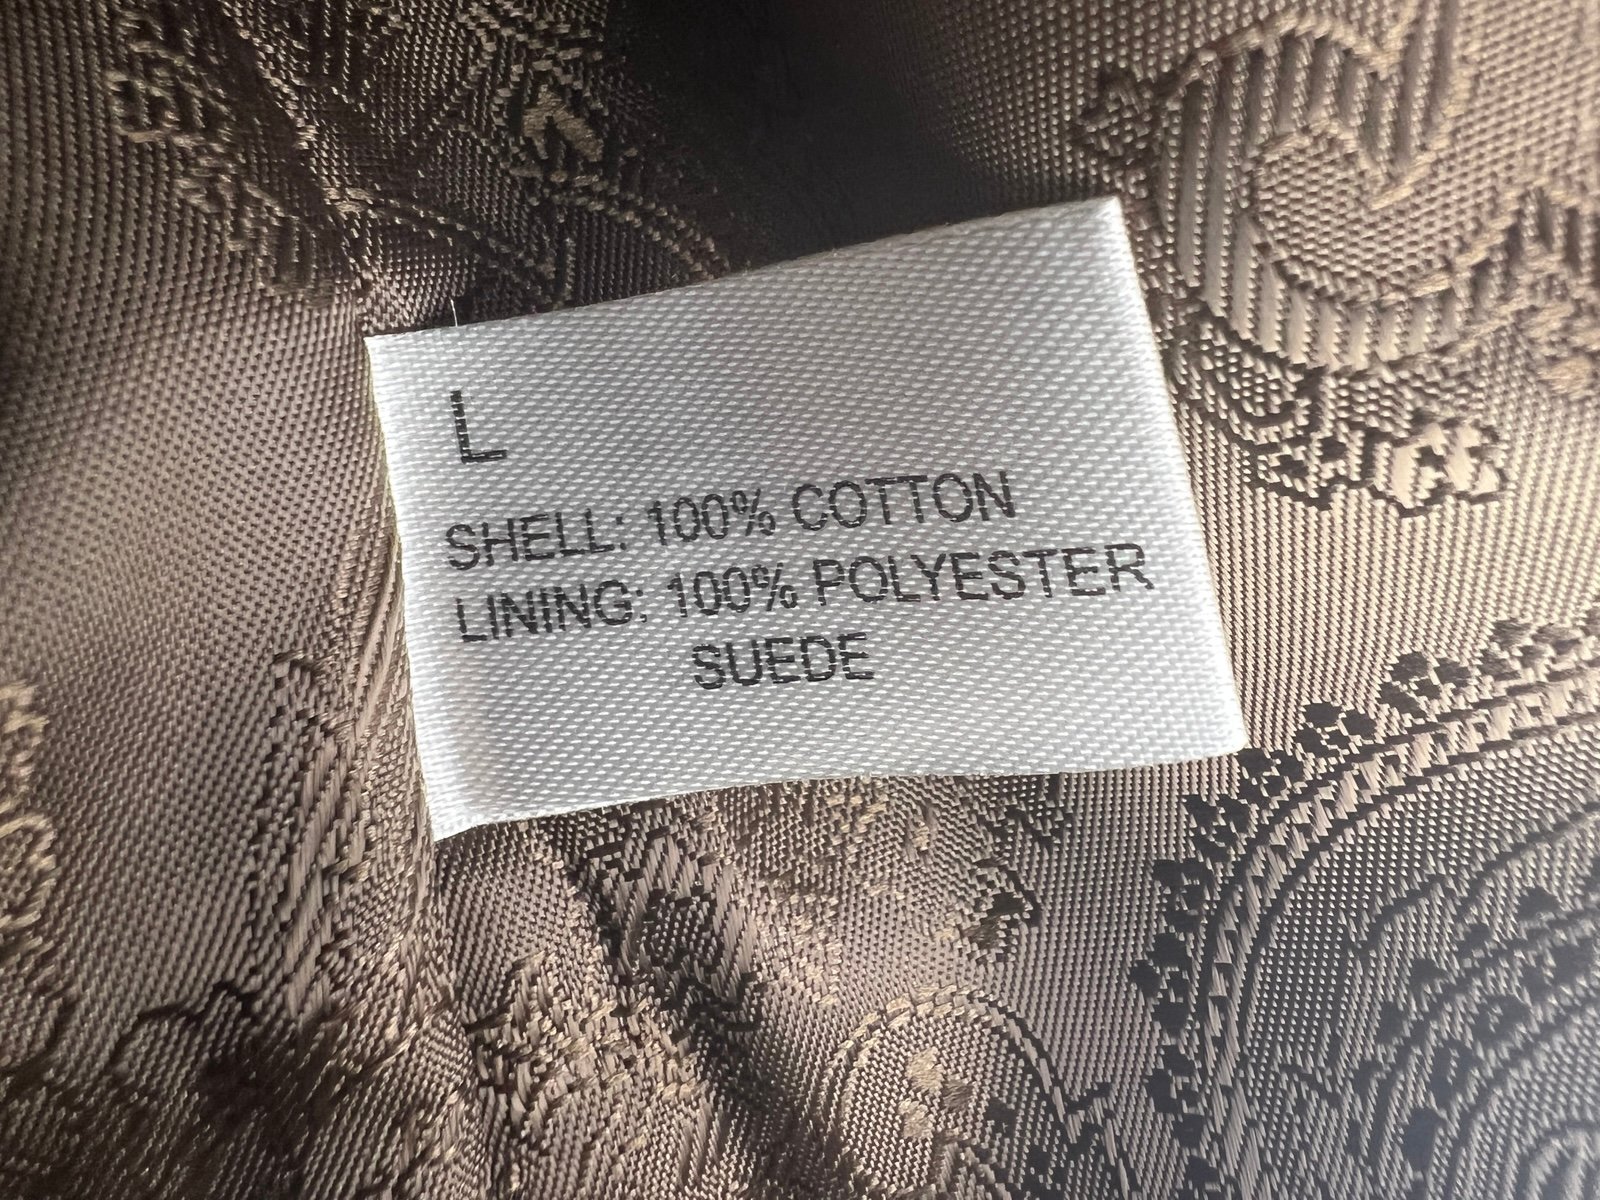 L
SHELL: 100% COTTON
LINING: 100% POLYESTER
SUEDE